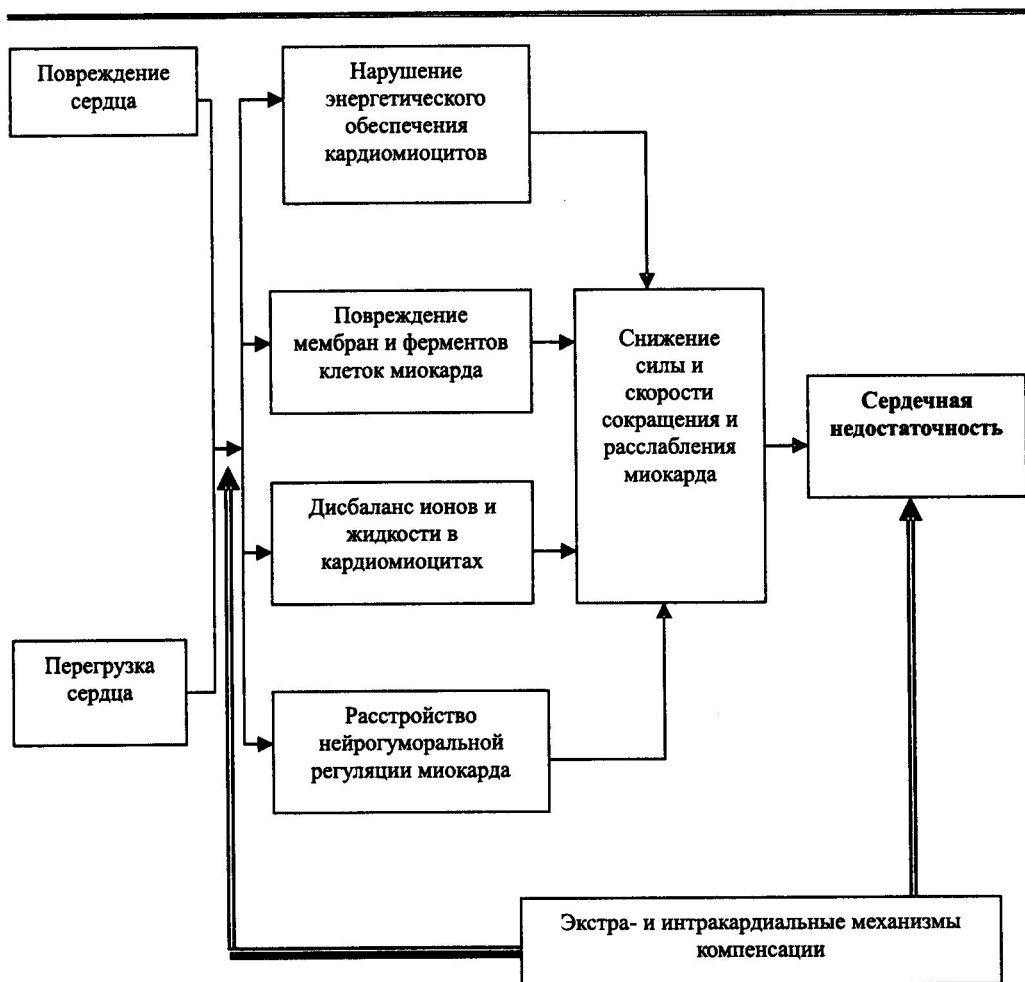 Повреждение
сердца
Нарушение
энергетического
обеспечения
кардиомиоцитов
Повреждение
мембран и ферментов
клеток миокарда
Снижение
силы и
скорости
сокращения и
расслабления
миокарда
Сердечная
недостаточность
Дисбаланс ионов и
жидкости в
кардиомиоцитах
Перегрузка
сердца
Расстройство
нейрогуморальной
регуляции миокарда
Экстра- и интракардиальные механизмы
компенсации